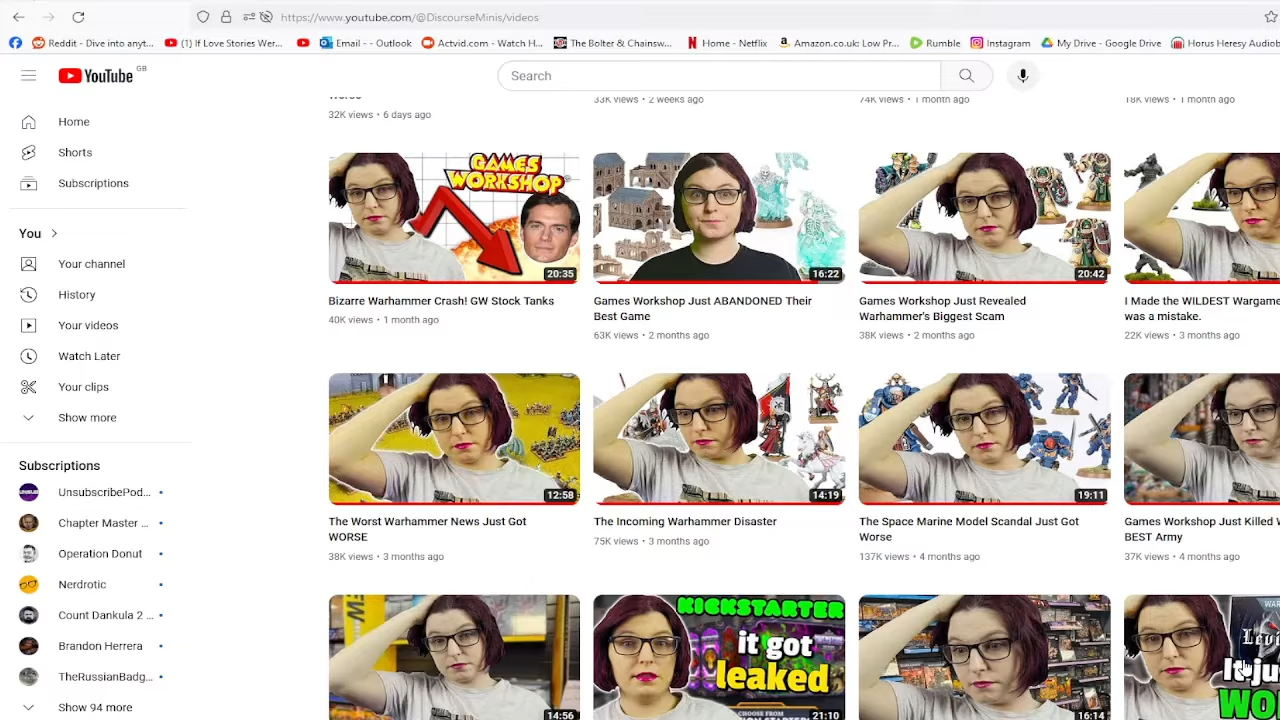 https://www.youtube.com/@DiscourseMinis/videos
Reddit - Dive into anyt... (1) If Love Stories Wer... Email - - Outlook Actvid.com - Watch H... The Bolter & Chainsw... Home - Netflix Amazon.co.uk: Low Pr... Rumble Instagram My Drive - Google Drive Horus Heresy Audiob
YouTube GB
Search
Home
Shorts
Subscriptions
You
Your channel
History
Your videos
Watch Later
Your clips
Show more
Subscriptions
UnsubscribePod...
Chapter Master ...
Operation Donut
Nerdrotic
Count Dankula 2 ...
Brandon Herrera
TheRussianBadg...
Show 94 more
32K views • 6 days ago
33K views • 2 weeks ago
74K views • 1 month ago
18K views • 1 month ago
GAMES
WORKSHOP
20:35
Bizarre Warhammer Crash! GW Stock Tanks
40K views • 1 month ago
16:22
Games Workshop Just ABANDONED Their
Best Game
63K views • 2 months ago
20:42
Games Workshop Just Revealed
Warhammer's Biggest Scam
38K views • 2 months ago
I Made the WILDEST Wargame
was a mistake.
22K views • 3 months ago
12:58
The Worst Warhammer News Just Got
WORSE
38K views • 3 months ago
14:19
The Incoming Warhammer Disaster
75K views • 3 months ago
19:11
The Space Marine Model Scandal Just Got
Worse
137K views • 4 months ago
Games Workshop Just Killed
BEST Army
37K views • 4 months ago
14:56
KICKSTARTER
it got
leaked
CHOOSE FROM
21:10
16:14
WAR
It ju
WO